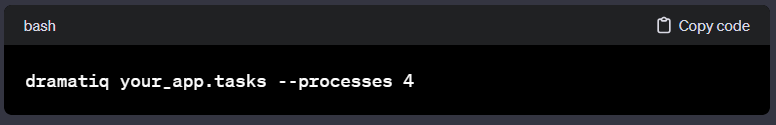 bash
Copy code
dramatiq your_app.tasks --processes 4